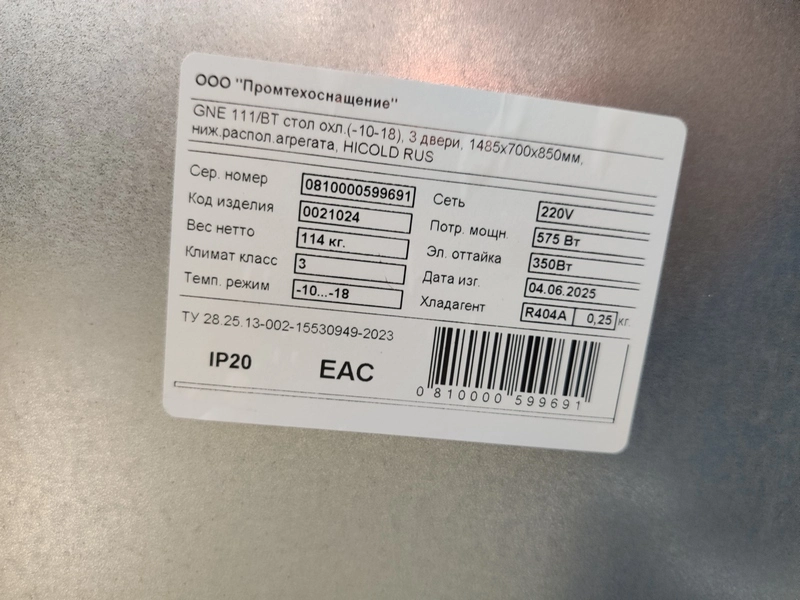 ООО "Промтехоснащение"
GNE 111/BT стол охл.(-10-18), 3 двери, 1485x700x850мм,
ниж.распол.агрегата, HICOLD RUS
Сер. номер 0810000599691 Сеть 220V
Код изделия 0021024 Потр. мощн. 575 Вт
Вес нетто 114 кг. Эл. оттайка 350Вт
Климат класс 3 Дата изг. 04.06.2025
Темп. режим -10...-18 Хладагент R404A 0,25 кг.
ТУ 28.25.13-002-15530949-2023
IP20 EAC
0 810000 599691